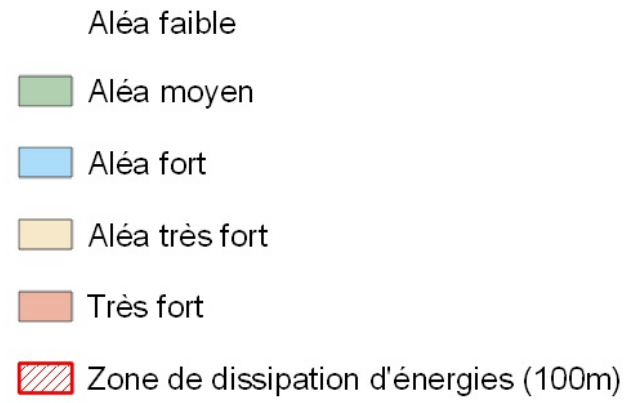 Aléa faible
Aléa moyen
Aléa fort
Aléa très fort
Très fort
Zone de dissipation d'énergies (100m)